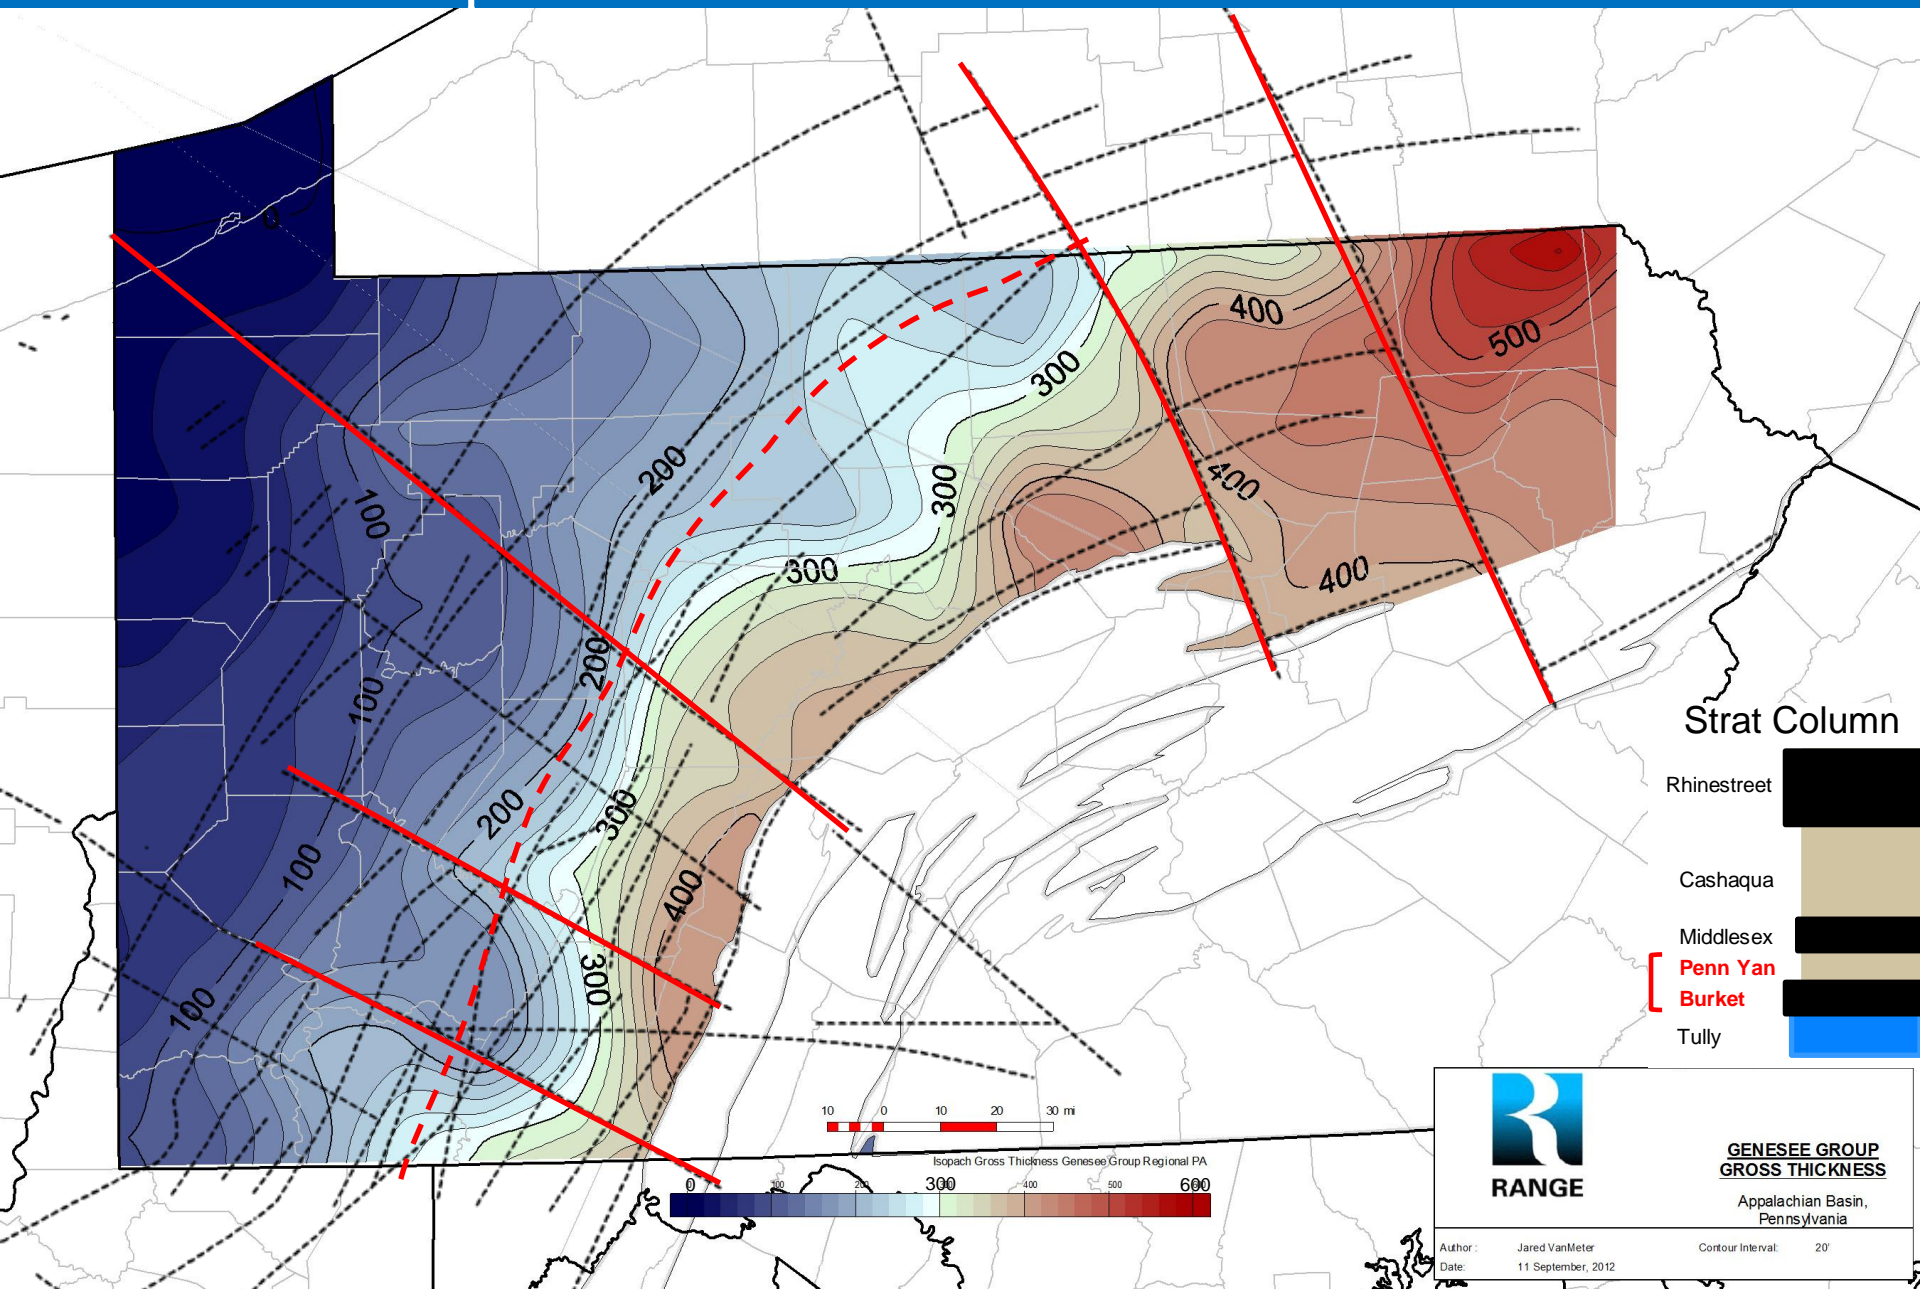 0
400
500
300
200
300
100
400
300
400
200
100
200
300
100
400
300
100
Strat Column
Rhinestreet
Cashaqua
Middlesex
Penn Yan
Burket
Tully
10 0 10 20 30 mi
Isopach Gross Thickness Genesee Group Regional PA
0 100 200 300 400 500 600
RANGE
GENESEE GROUP
GROSS THICKNESS
Appalachian Basin,
Pennsylvania
Author : Jared VanMeter Contour Interval: 20'
Date: 11 September, 2012